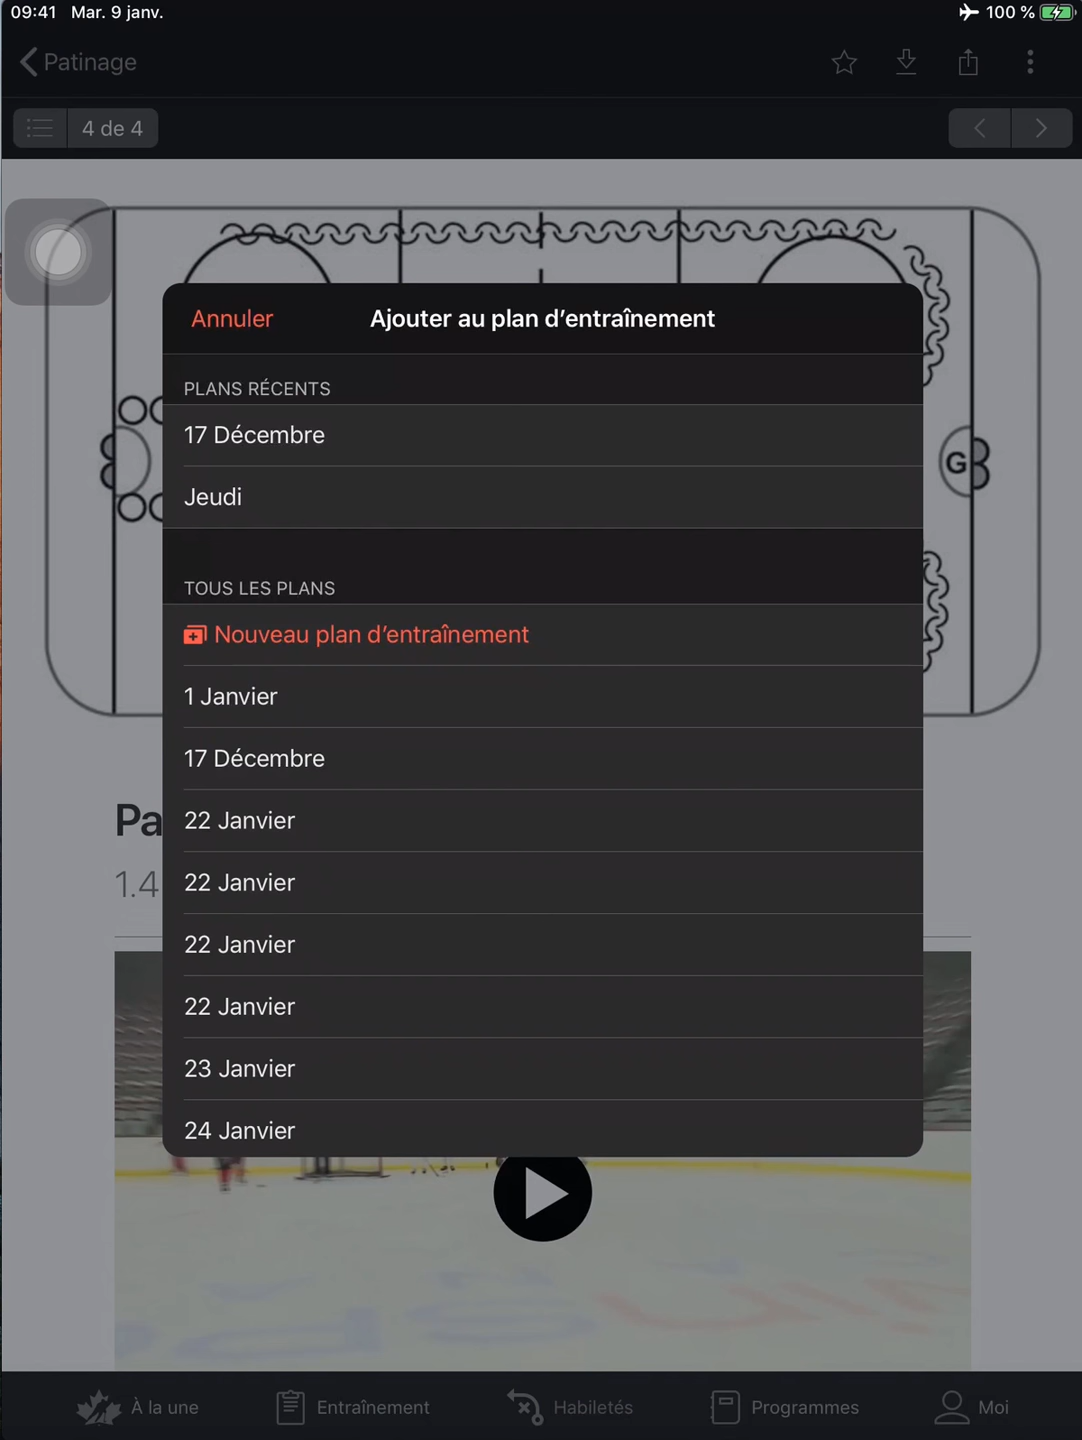 09:41 Mar. 9 janv.
100 %
Patinage
4 de 4
Annuler
Ajouter au plan d’entraînement
PLANS RÉCENTS
17 Décembre
Jeudi
G
TOUS LES PLANS
Nouveau plan d’entraînement
1 Janvier
17 Décembre
22 Janvier
Pa
22 Janvier
1.4
22 Janvier
22 Janvier
23 Janvier
24 Janvier
À la une
Entraînement
Habiletés
Programmes
Moi